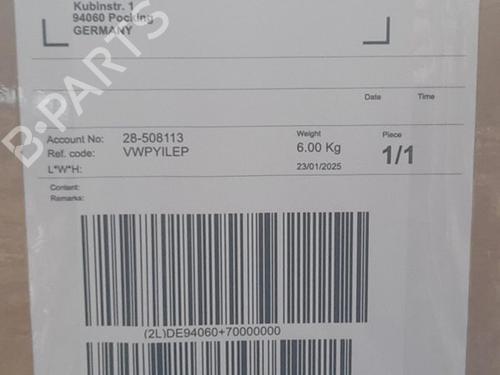 Kubinstr. 1
94060 Pocking
GERMANY
Date Time
Account No: 28-508113 Weight Piece
Ref. code: VWPYILEP 6.00 Kg 1/1
L*W*H: 23/01/2025
Content:
Remarks:
(2L)DE94060+70000000
B-PARTS